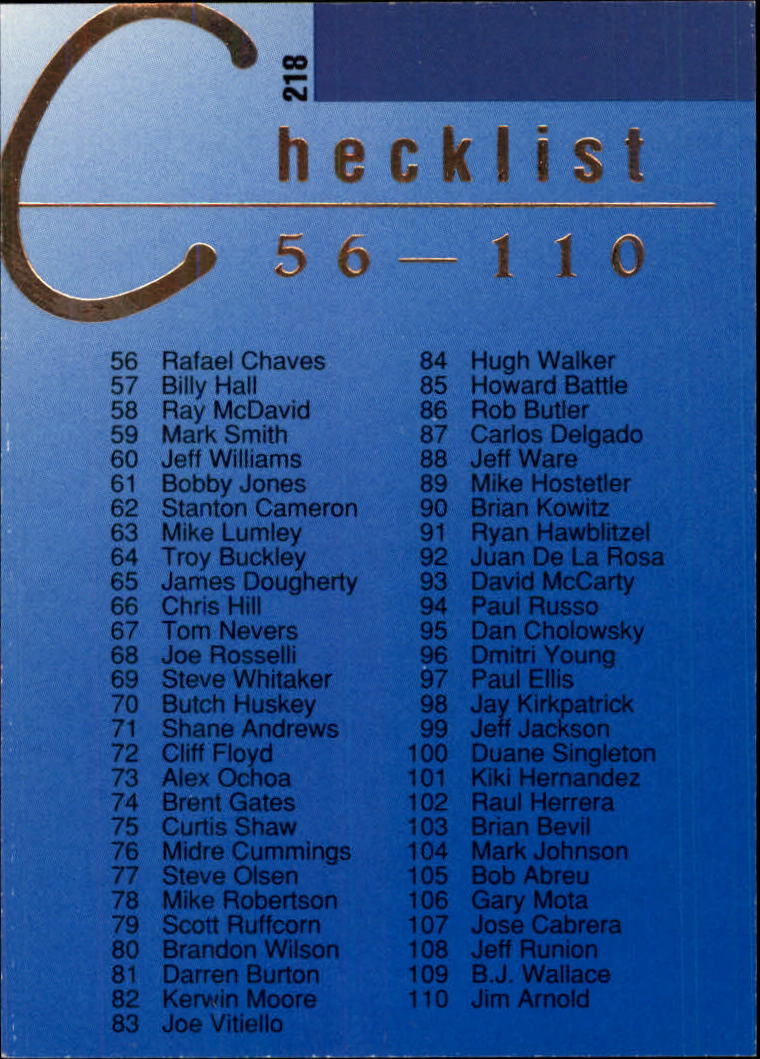 218
Checklist
56 — 110
56 Rafael Chaves
57 Billy Hall
58 Ray McDavid
59 Mark Smith
60 Jeff Williams
61 Bobby Jones
62 Stanton Cameron
63 Mike Lumley
64 Troy Buckley
65 James Dougherty
66 Chris Hill
67 Tom Nevers
68 Joe Rosselli
69 Steve Whitaker
70 Butch Huskey
71 Shane Andrews
72 Cliff Floyd
73 Alex Ochoa
74 Brent Gates
75 Curtis Shaw
76 Midre Cummings
77 Steve Olsen
78 Mike Robertson
79 Scott Ruffcorn
80 Brandon Wilson
81 Darren Burton
82 Kerwin Moore
83 Joe Vitiello
84 Hugh Walker
85 Howard Battle
86 Rob Butler
87 Carlos Delgado
88 Jeff Ware
89 Mike Hostetler
90 Brian Kowitz
91 Ryan Hawblitzel
92 Juan De La Rosa
93 David McCarty
94 Paul Russo
95 Dan Cholowsky
96 Dmitri Young
97 Paul Ellis
98 Jay Kirkpatrick
99 Jeff Jackson
100 Duane Singleton
101 Kiki Hernandez
102 Raul Herrera
103 Brian Bevil
104 Mark Johnson
105 Bob Abreu
106 Gary Mota
107 Jose Cabrera
108 Jeff Runion
109 B.J. Wallace
110 Jim Arnold